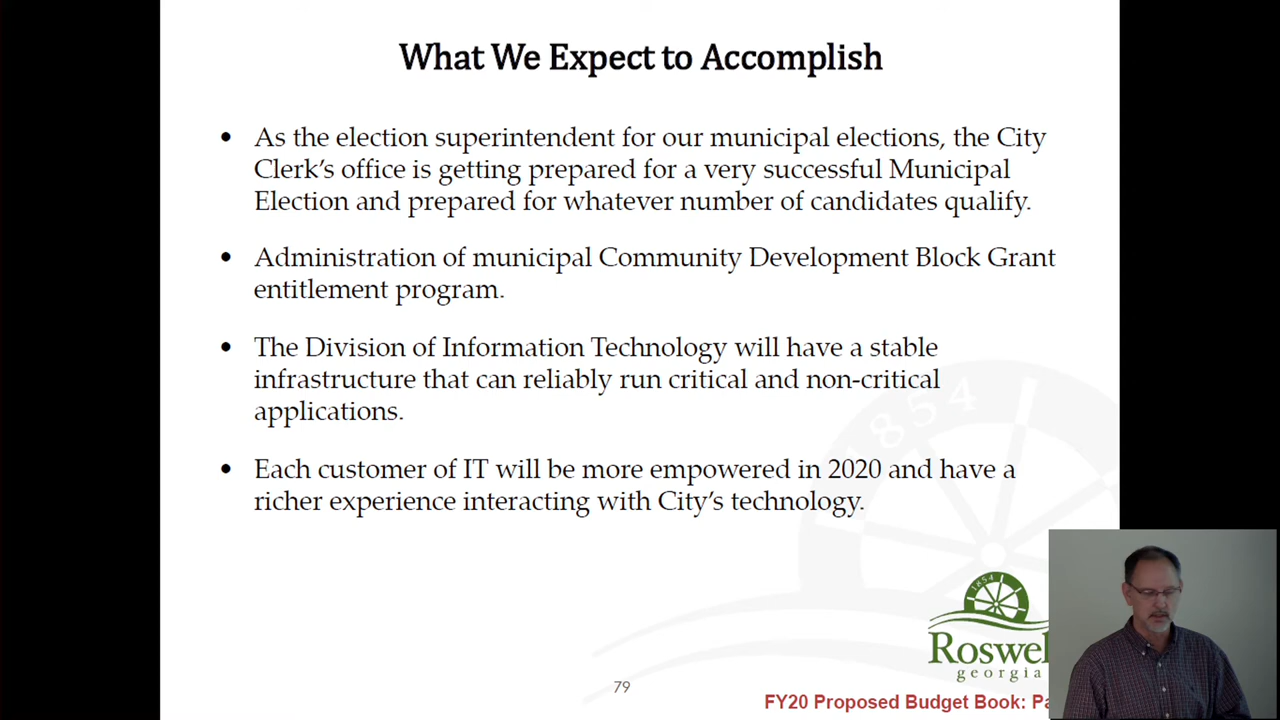 What We Expect to Accomplish
• As the election superintendent for our municipal elections, the City
Clerk's office is getting prepared for a very successful Municipal
Election and prepared for whatever number of candidates qualify.
• Administration of municipal Community Development Block Grant
entitlement program.
• The Division of Information Technology will have a stable
infrastructure that can reliably run critical and non-critical
applications.
• Each customer of IT will be more empowered in 2020 and have a
richer experience interacting with City's technology.
1854
1854
georgia
79
FY20 Proposed Budget Book: